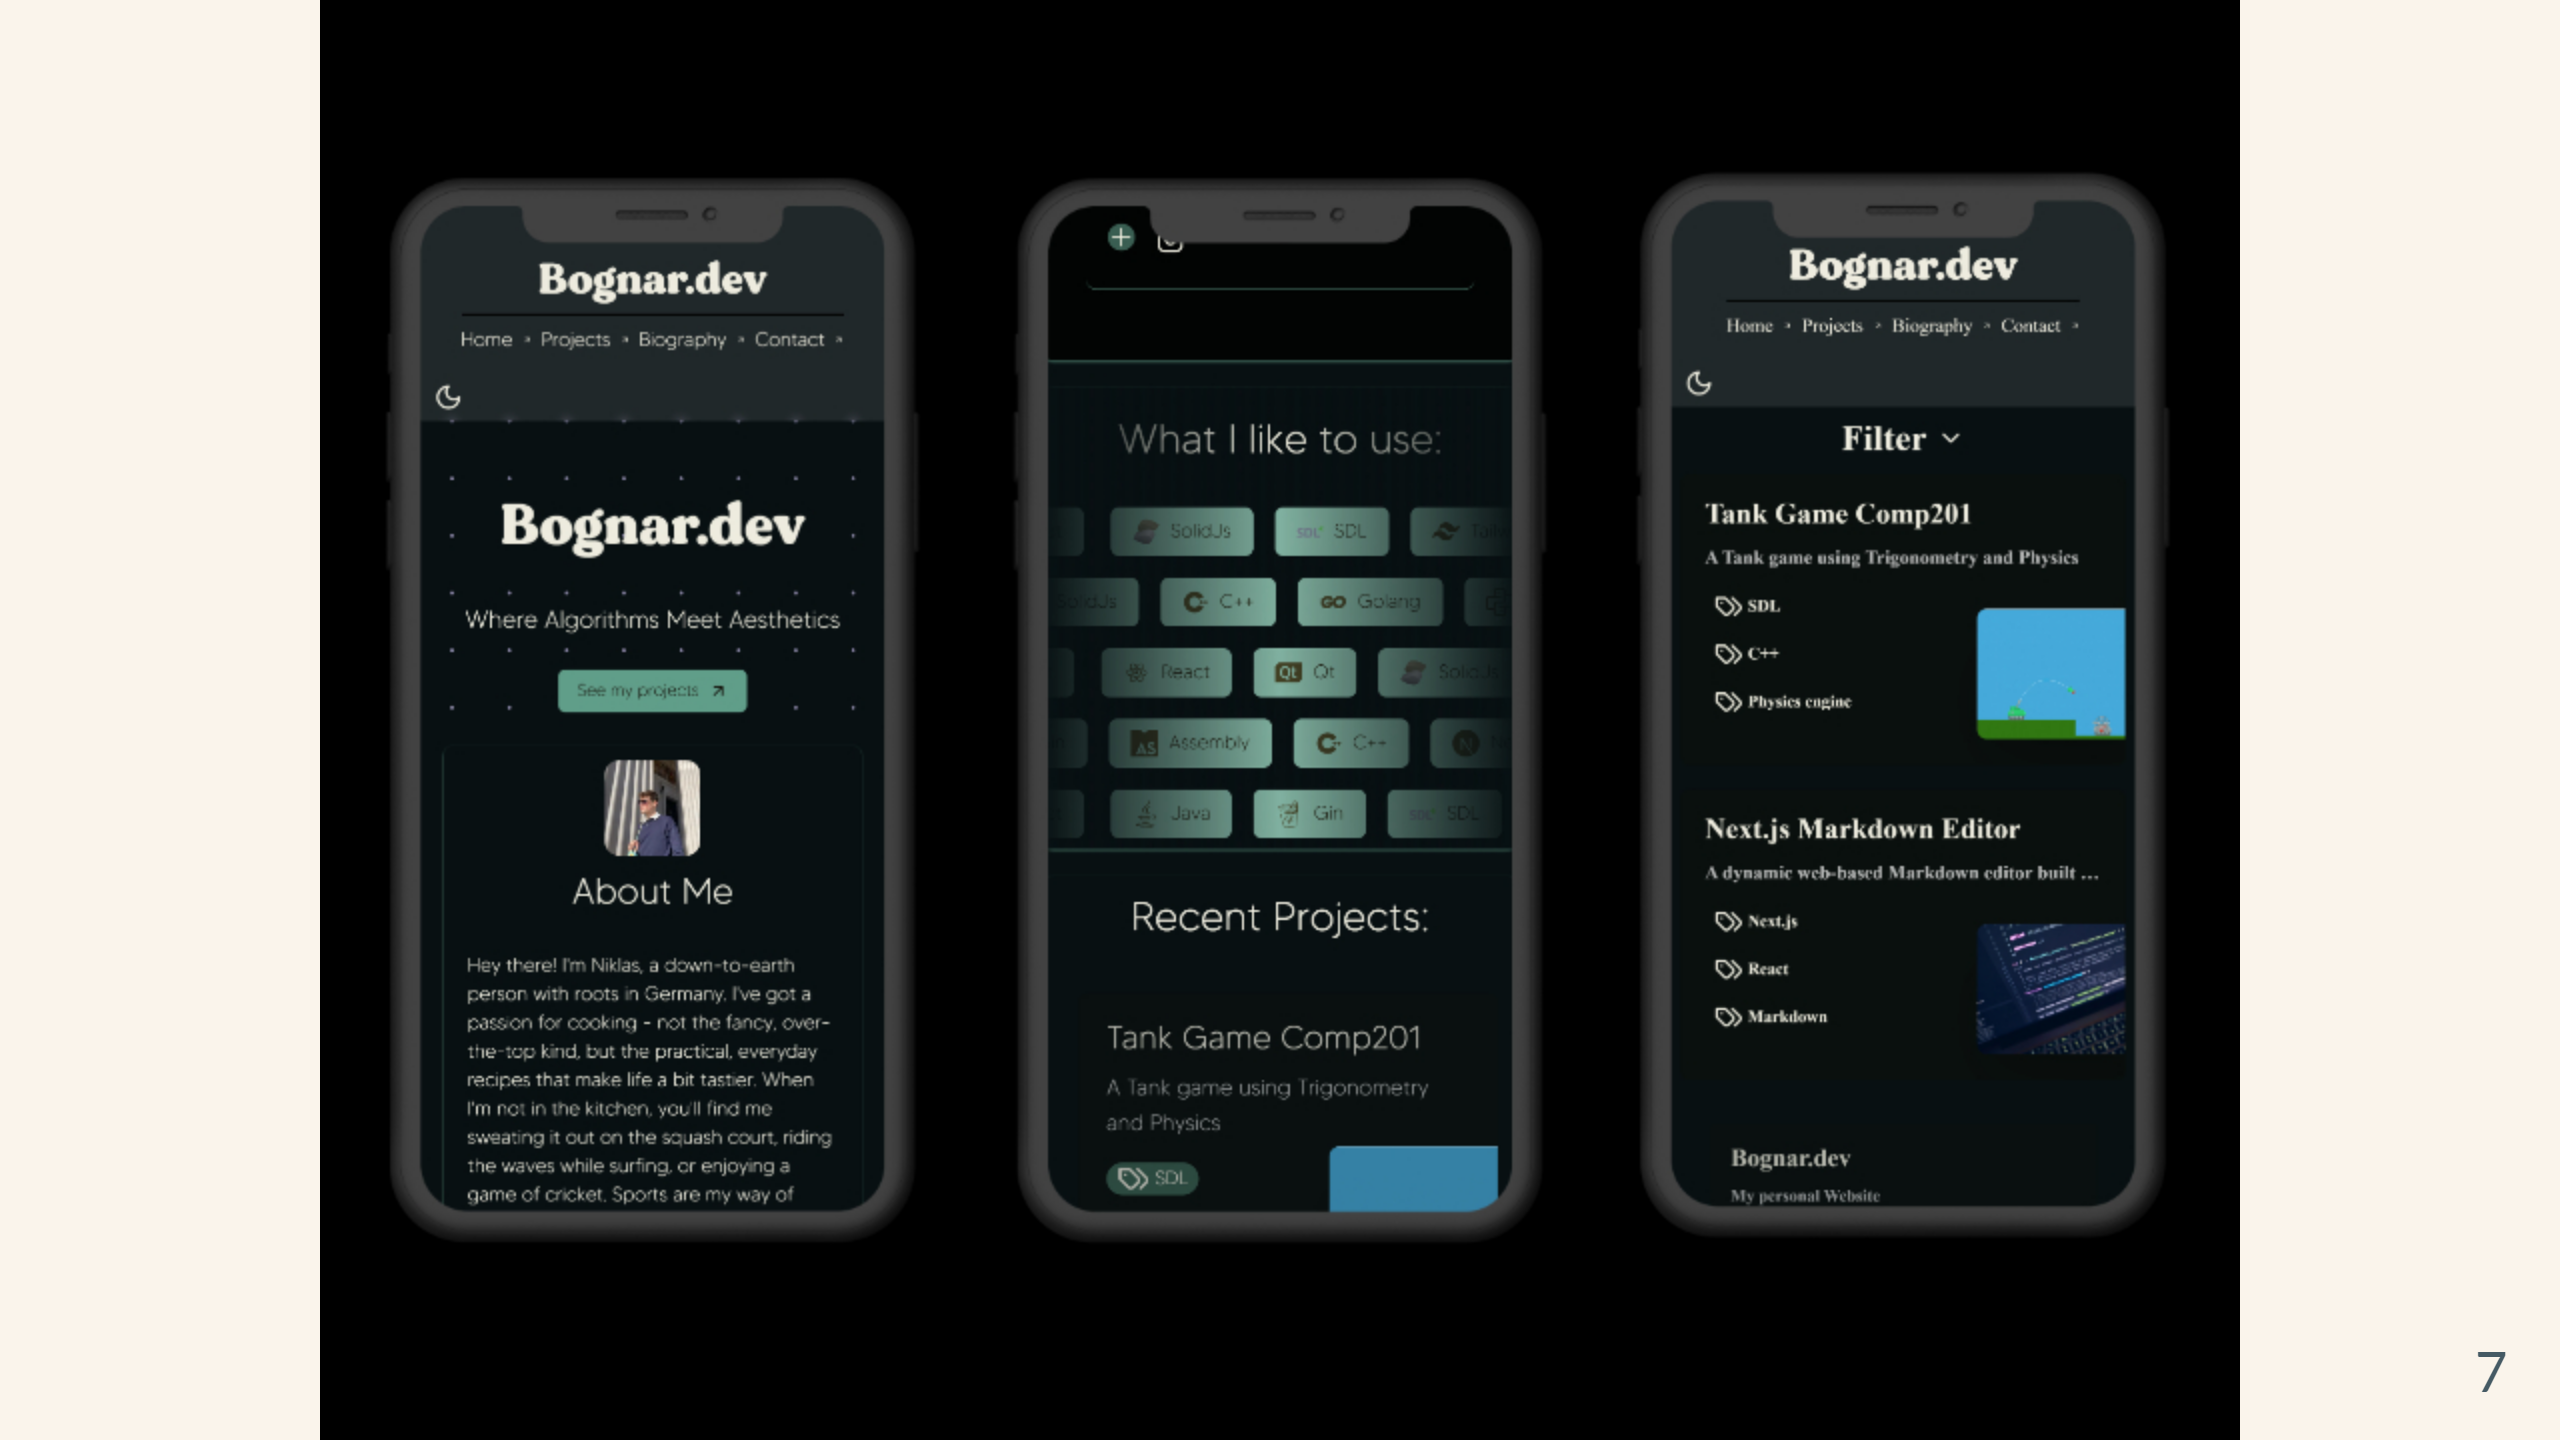 Bognar.dev
Home Projects Biography Contact
Bognar.dev
Where Algorithms Meet Aesthetics
See my projects
About Me
Hey there! I'm Niklas, a down-to-earth
person with roots in Germany. I've got a
passion for cooking - not the fancy, over-
the-top kind, but the practical, everyday
recipes that make life a bit tastier. When
I'm not in the kitchen, you'll find me
sweating it out on the squash court, riding
the waves while surfing, or enjoying a
game of cricket. Sports are my way of
What I like to use:
SolidJs SDL
SolidJs C++ Golang
React Qt SolidJs
Assembly C++
Java Gin SDL
Recent Projects:
Tank Game Comp201
A Tank game using Trigonometry
and Physics
SDL
Bognar.dev
Home Projects Biography Contact
Filter
Tank Game Comp201
A Tank game using Trigonometry and Physics
SDL
C++
Physics engine
Next.js Markdown Editor
A dynamic web-based Markdown editor built ...
Next.js
React
Markdown
Bognar.dev
My personal Website
7